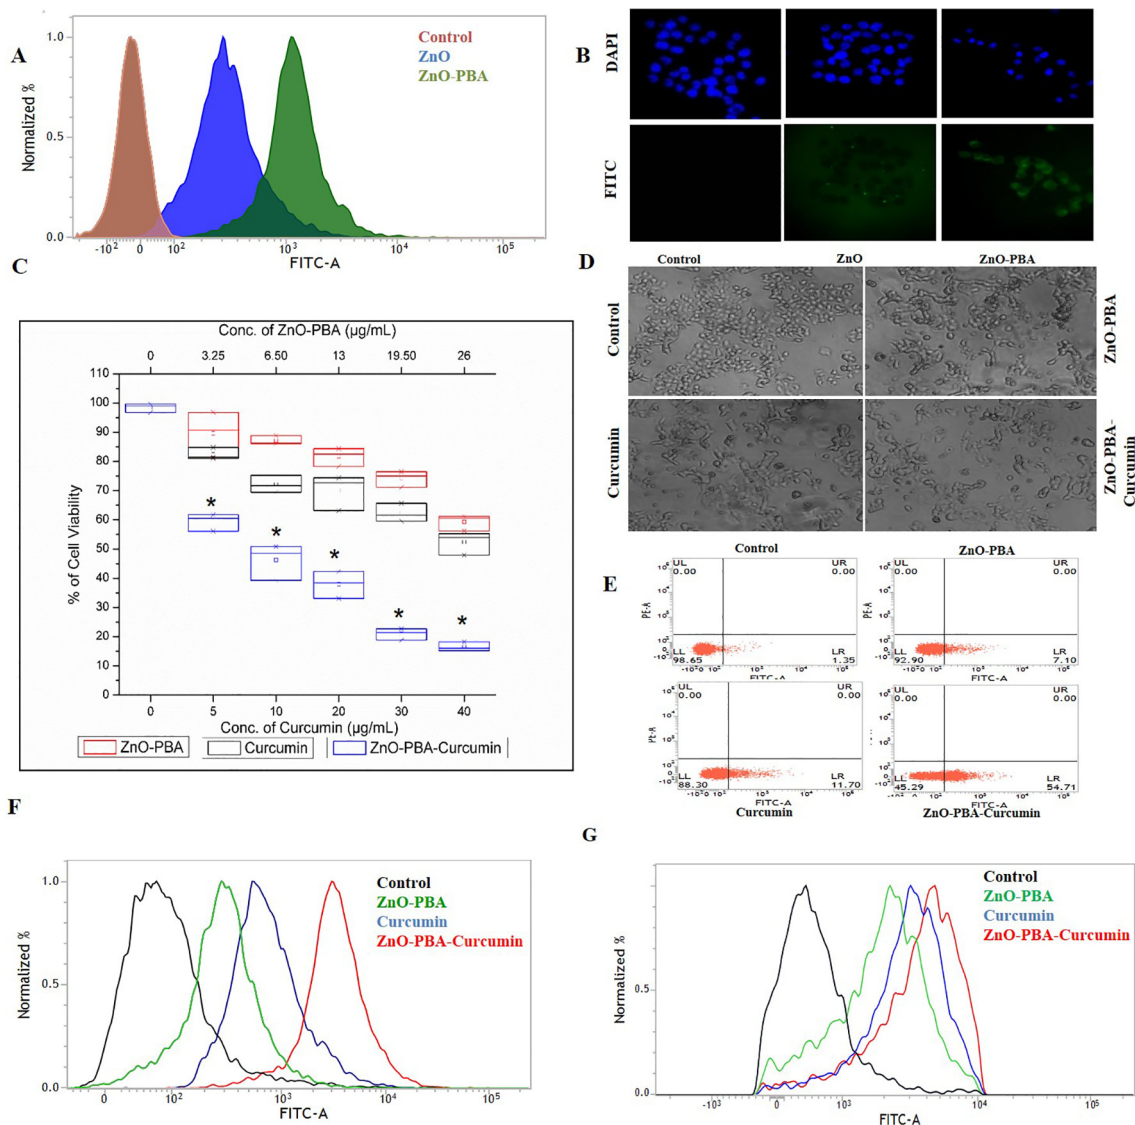 A
Control
ZnO
ZnO-PBA
Normalized %
1.0
0.5
0.0
-10² 0 10² 10³ 10⁴ 10⁵
FITC-A
B
DAPI
FITC
Control ZnO ZnO-PBA
C
Conc. of ZnO-PBA (µg/mL)
0 3.25 6.50 13 19.50 26
% of Cell Viability
110
100
90
80
70
60
50
40
30
20
10
0
* * * * *
0 5 10 20 30 40
Conc. of Curcumin (µg/mL)
ZnO-PBA Curcumin ZnO-PBA-Curcumin
D
Control
ZnO-PBA
Curcumin
ZnO-PBA-
Curcumin
E
Control
UL
0.00
UR
0.00
PE-A
LL
98.65
LR
1.35
FITC-A
ZnO-PBA
UL
0.00
UR
0.00
PE-A
LL
92.90
LR
7.10
FITC-A
UL
0.00
UR
0.00
PE-A
LL
88.30
LR
11.70
FITC-A
Curcumin
UL
0.00
UR
0.00
LL
45.29
LR
54.71
FITC-A
ZnO-PBA-Curcumin
F
Control
ZnO-PBA
Curcumin
ZnO-PBA-Curcumin
Normalized %
1.0
0.5
0.0
0 10² 10³ 10⁴ 10⁵
FITC-A
G
Control
ZnO-PBA
Curcumin
ZnO-PBA-Curcumin
Normalized %
1.0
0.5
0.0
-10³ 0 10³ 10⁴ 10⁵
FITC-A